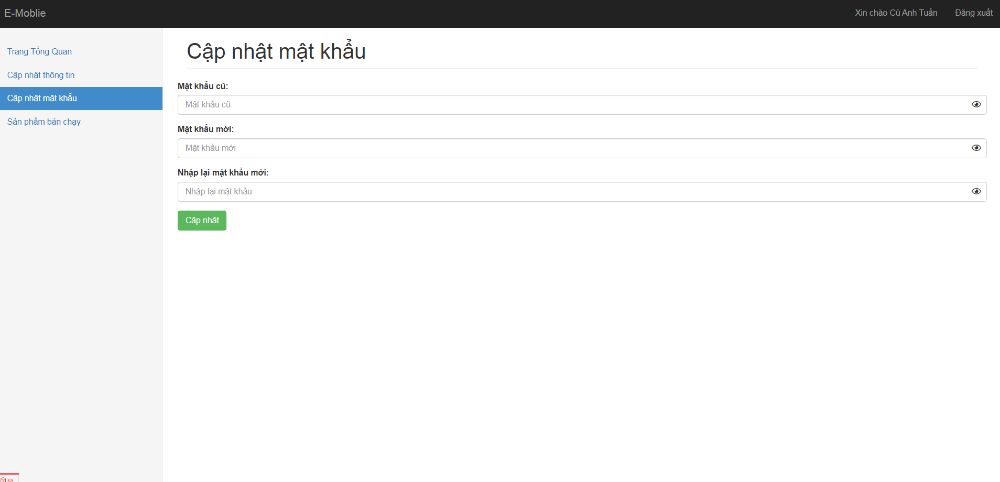 E-Moblie
Xin chào Cù Anh Tuấn
Đăng xuất
Trang Tổng Quan
Cập nhật thông tin
Cập nhật mật khẩu
Sản phẩm bán chạy
Cập nhật mật khẩu
Mật khẩu cũ:
Mật khẩu cũ
Mật khẩu mới:
Mật khẩu mới
Nhập lại mật khẩu mới:
Nhập lại mật khẩu
Cập nhật